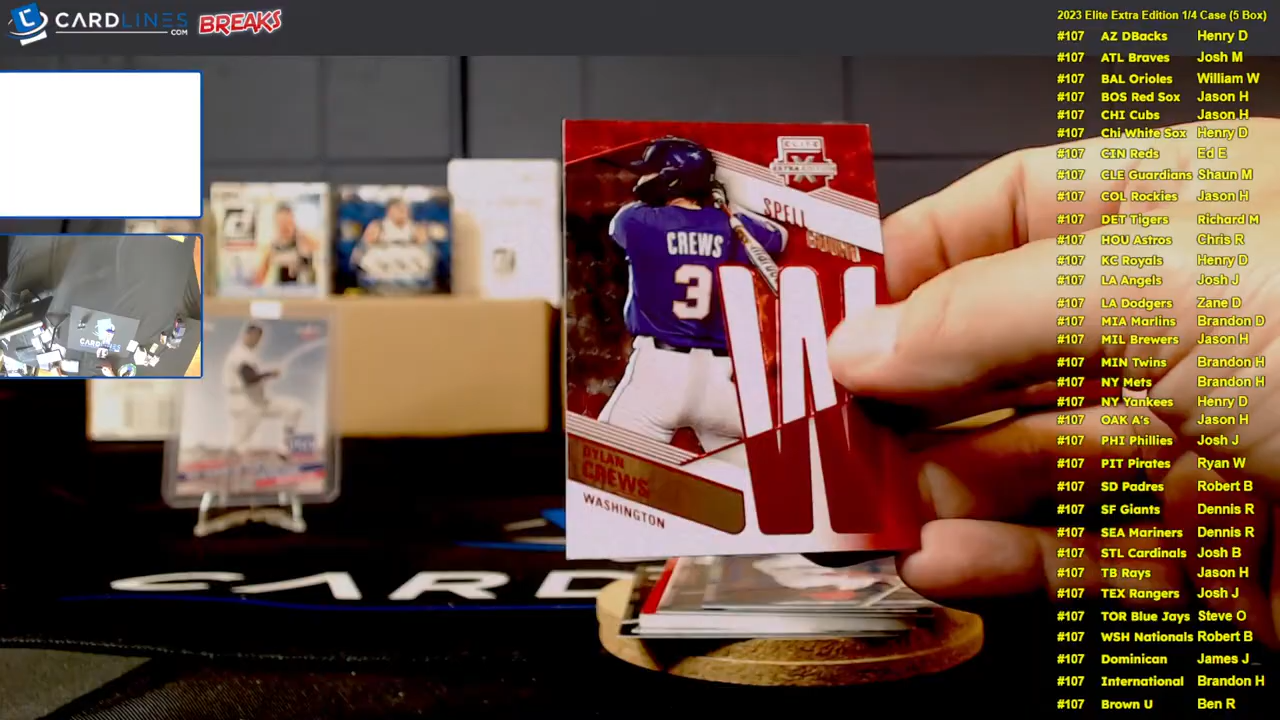 CARDLINES
.COM
BREAKS
2023 Elite Extra Edition 1/4 Case (5 Box)
#107 AZ DBacks Henry D
#107 ATL Braves Josh M
#107 BAL Orioles William W
#107 BOS Red Sox Jason H
#107 CHI Cubs Jason H
#107 Chi White Sox Henry D
#107 CIN Reds Ed E
#107 CLE Guardians Shaun M
#107 COL Rockies Jason H
#107 DET Tigers Richard M
#107 HOU Astros Chris R
#107 KC Royals Henry D
#107 LA Angels Josh J
#107 LA Dodgers Zane D
#107 MIA Marlins Brandon D
#107 MIL Brewers Jason H
#107 MIN Twins Brandon H
#107 NY Mets Brandon H
#107 NY Yankees Henry D
#107 OAK A's Jason H
#107 PHI Phillies Josh J
#107 PIT Pirates Ryan W
#107 SD Padres Robert B
#107 SF Giants Dennis R
#107 SEA Mariners Dennis R
#107 STL Cardinals Josh B
#107 TB Rays Jason H
#107 TEX Rangers Josh J
#107 TOR Blue Jays Steve O
#107 WSH Nationals Robert B
#107 Dominican James J
#107 International Brandon H
#107 Brown U Ben R
ELITE
EXTRA EDITION
SPELL
COUNT
CREWS
3
W
DYLAN
CREWS
WASHINGTON
CARD